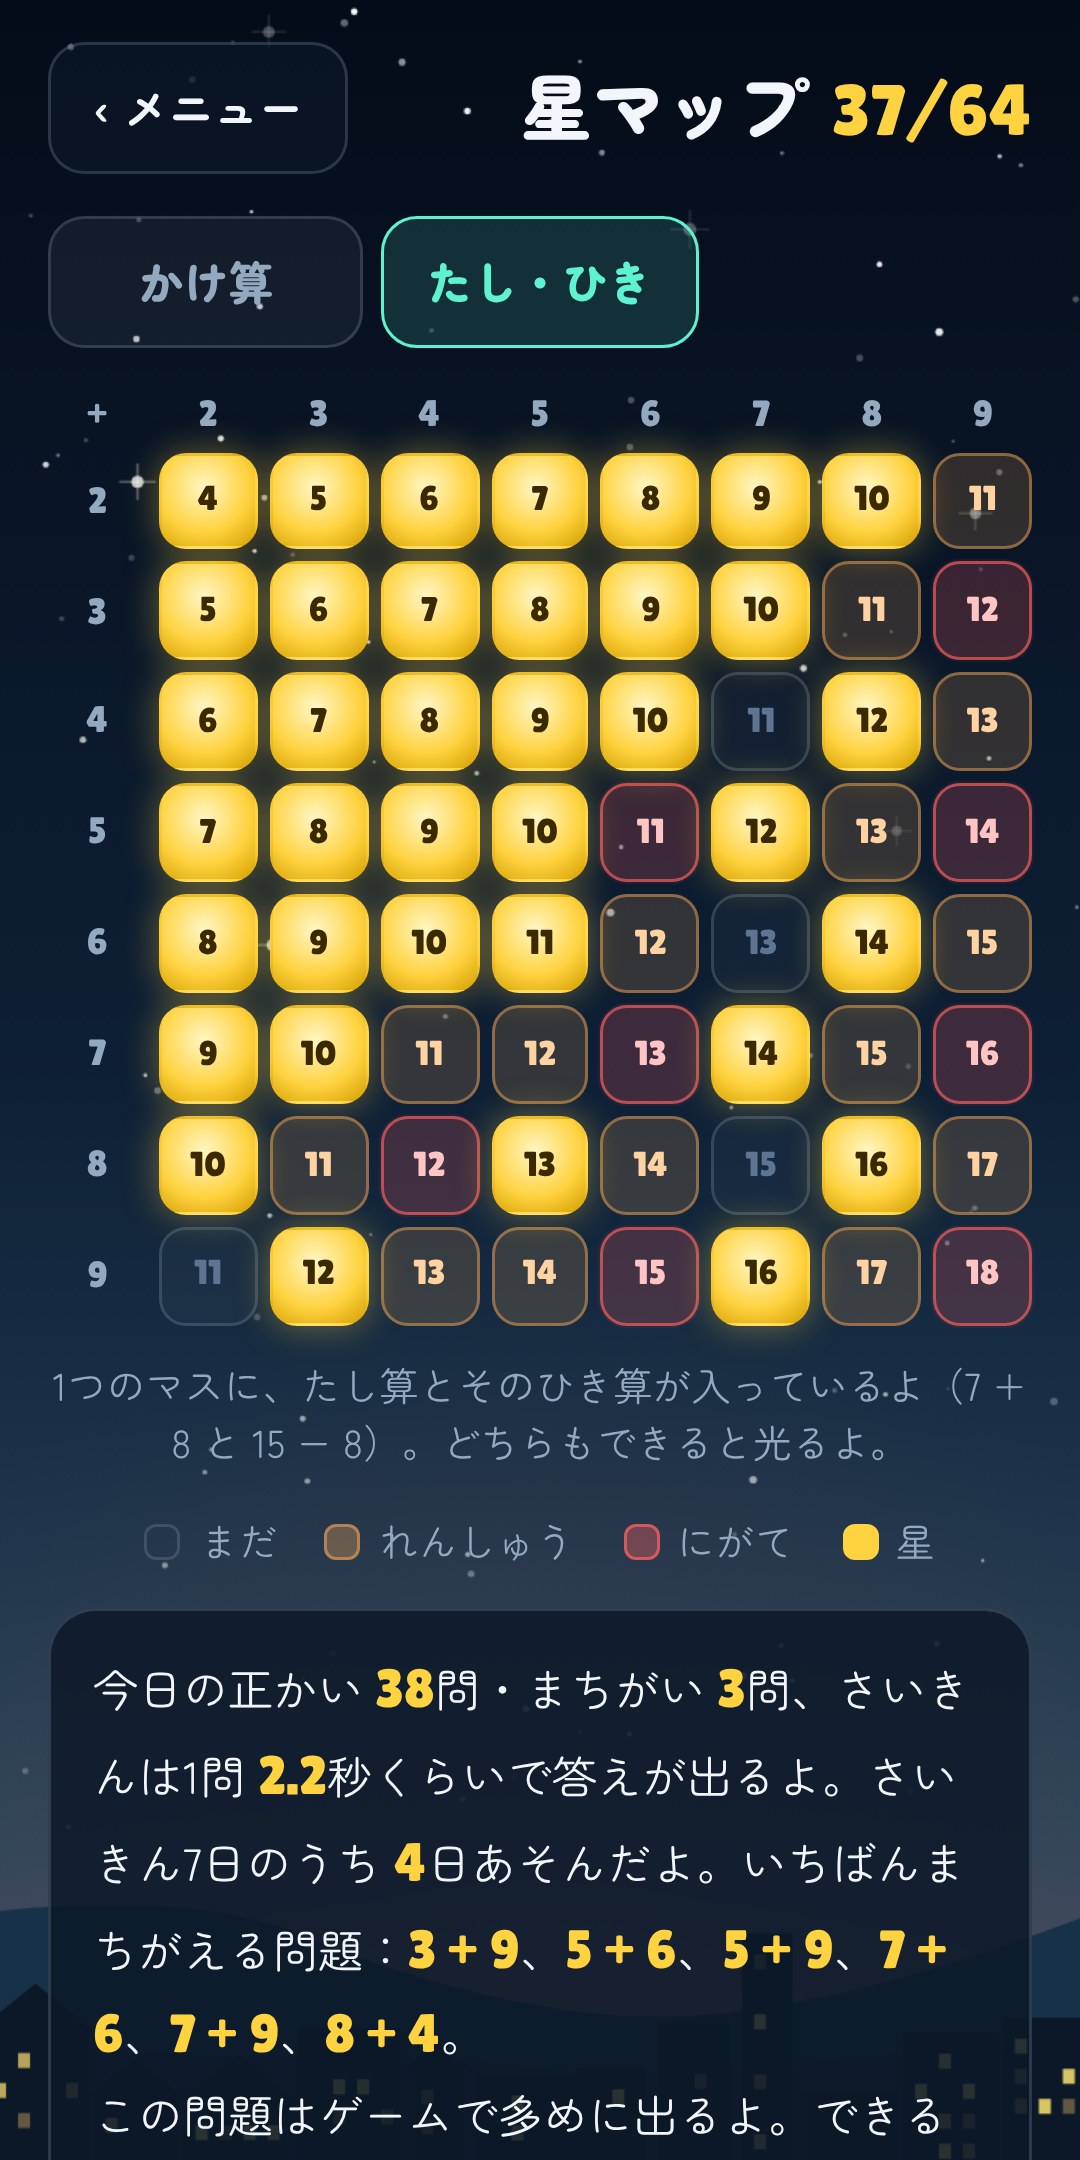 ‹ メニュー
星マップ 37/64
かけ算 たし・ひき
+ 2 3 4 5 6 7 8 9
2 4 5 6 7 8 9 10 11
3 5 6 7 8 9 10 11 12
4 6 7 8 9 10 11 12 13
5 7 8 9 10 11 12 13 14
6 8 9 10 11 12 13 14 15
7 9 10 11 12 13 14 15 16
8 10 11 12 13 14 15 16 17
9 11 12 13 14 15 16 17 18
1つのマスに、たし算とそのひき算が入っているよ（7 +
8 と 15 − 8）。どちらもできると光るよ。
まだ れんしゅう にがて 星
今日の正かい 38問・まちがい 3問、さいき
んは1問 2.2秒くらいで答えが出るよ。さい
きん7日のうち 4日あそんだよ。いちばんま
ちがえる問題：3 + 9、5 + 6、5 + 9、7 +
6、7 + 9、8 + 4。
この問題はゲームで多めに出るよ。できる